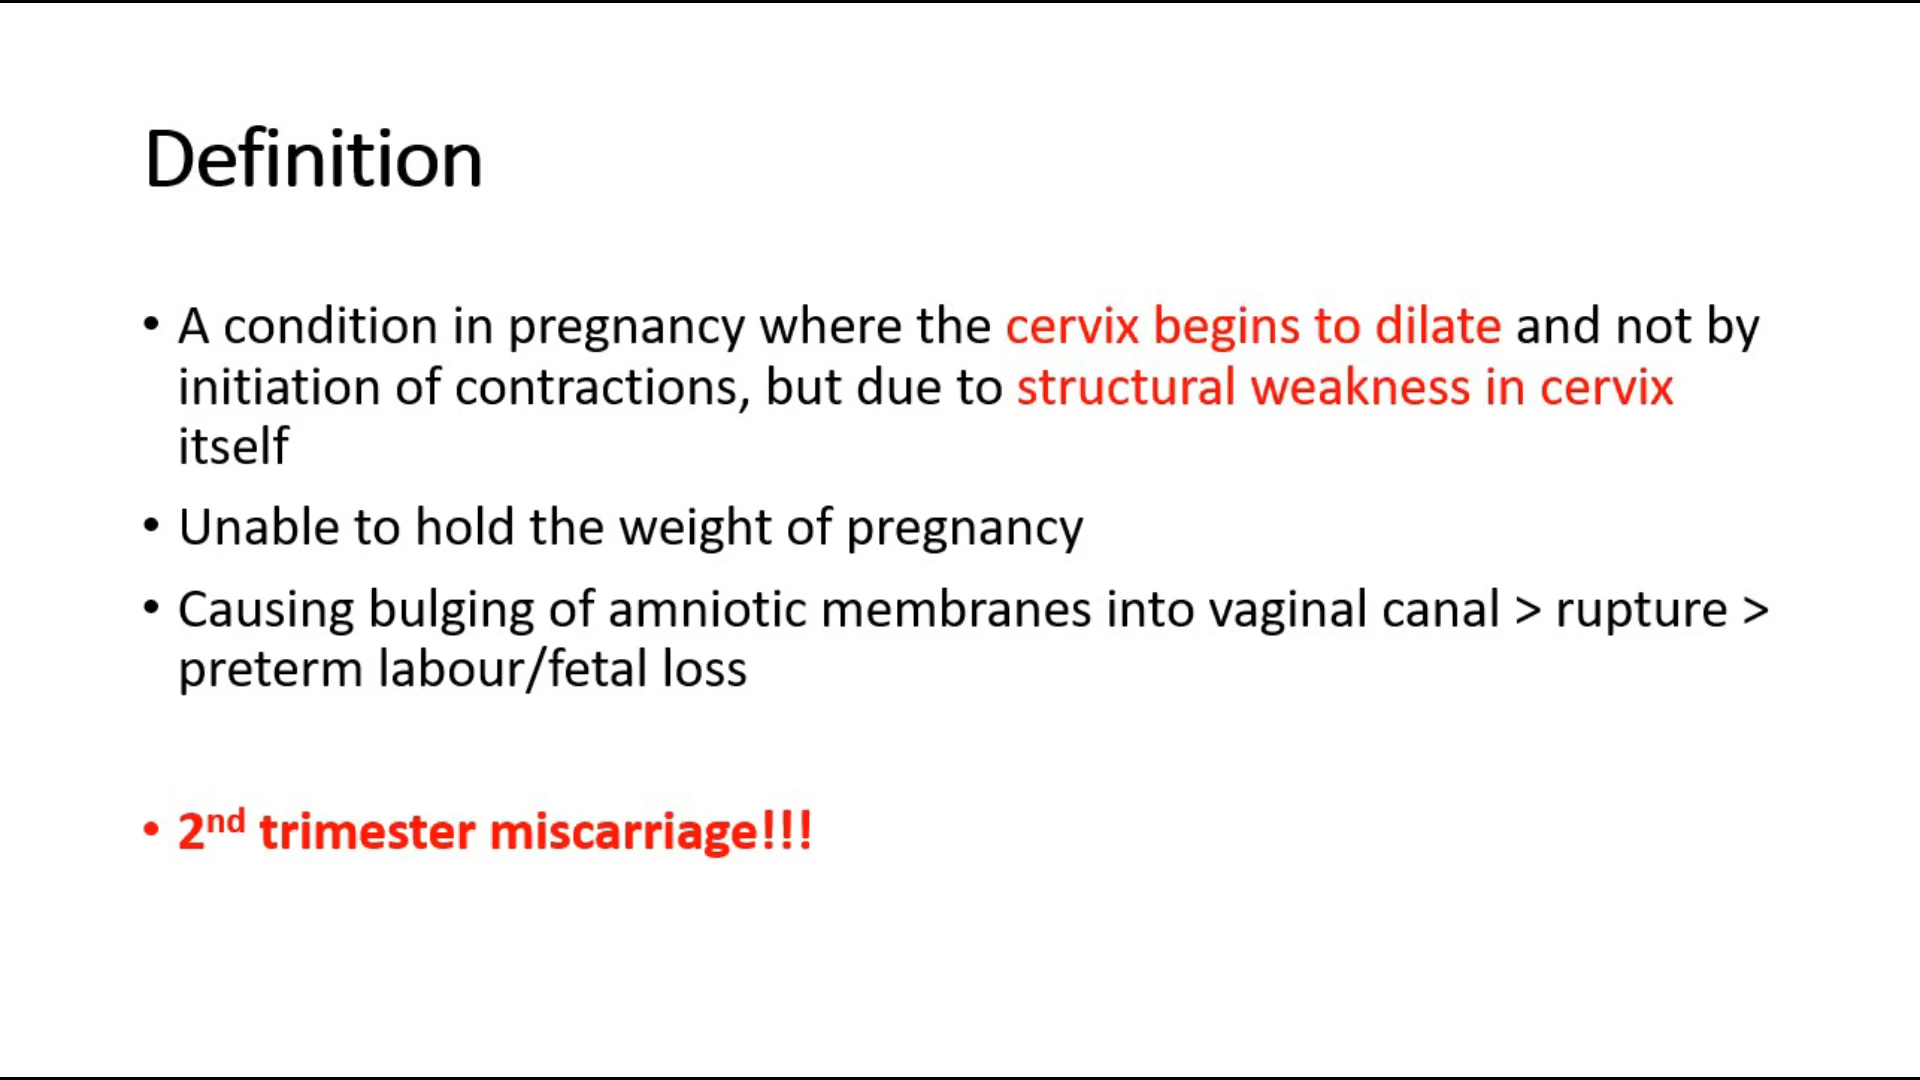 Definition
• A condition in pregnancy where the cervix begins to dilate and not by
initiation of contractions, but due to structural weakness in cervix
itself
• Unable to hold the weight of pregnancy
• Causing bulging of amniotic membranes into vaginal canal > rupture >
preterm labour/fetal loss
• 2nd trimester miscarriage!!!